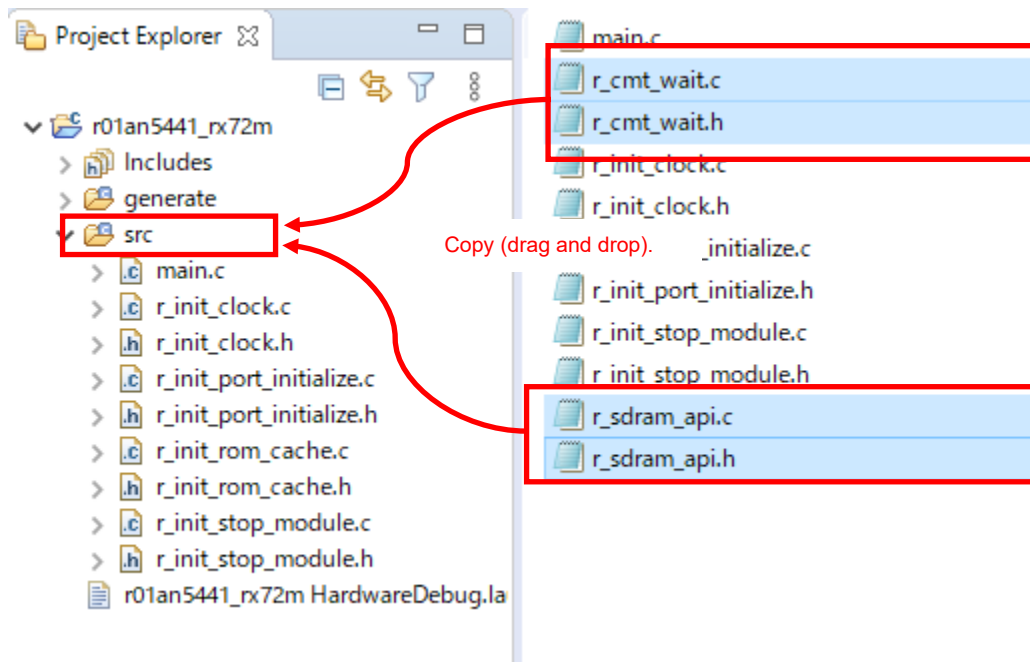 Project Explorer
r01an5441_rx72m
Includes
generate
src
main.c
r_init_clock.c
r_init_clock.h
r_init_port_initialize.c
r_init_port_initialize.h
r_init_rom_cache.c
r_init_rom_cache.h
r_init_stop_module.c
r_init_stop_module.h
r01an5441_rx72m HardwareDebug.la
main.c
r_cmt_wait.c
r_cmt_wait.h
r_init_clock.c
r_init_clock.h
Copy (drag and drop).
_initialize.c
r_init_port_initialize.h
r_init_stop_module.c
r_init_stop_module.h
r_sdram_api.c
r_sdram_api.h